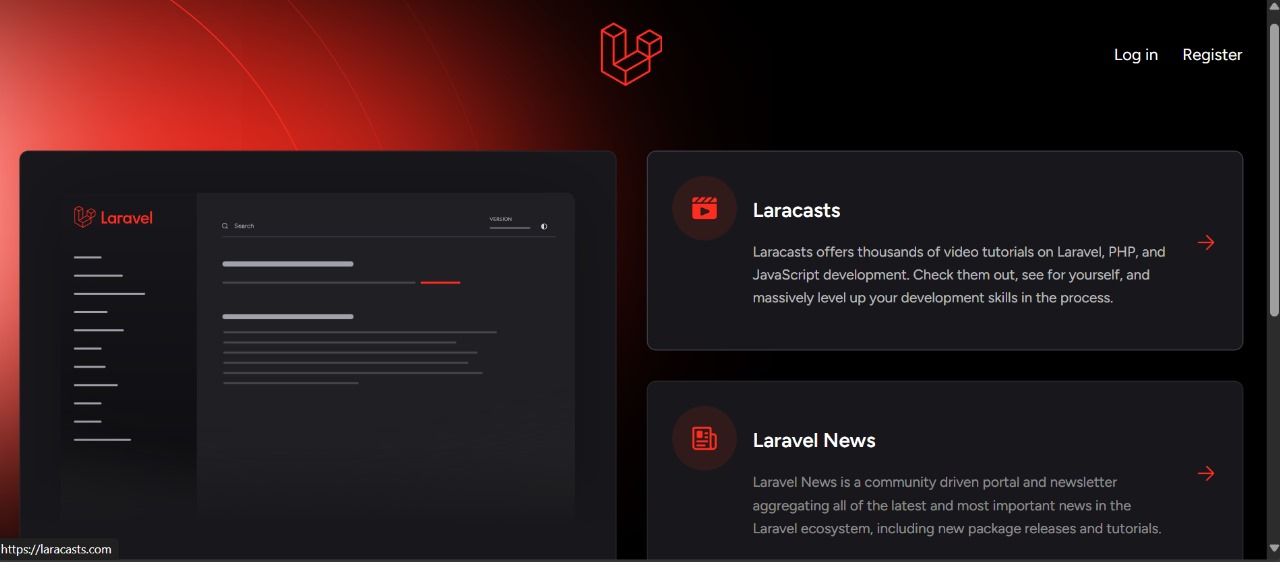 Log in Register
Laravel
Search
VERSION
Laracasts
Laracasts offers thousands of video tutorials on Laravel, PHP, and
JavaScript development. Check them out, see for yourself, and
massively level up your development skills in the process.
Laravel News
Laravel News is a community driven portal and newsletter
aggregating all of the latest and most important news in the
Laravel ecosystem, including new package releases and tutorials.
https://laracasts.com